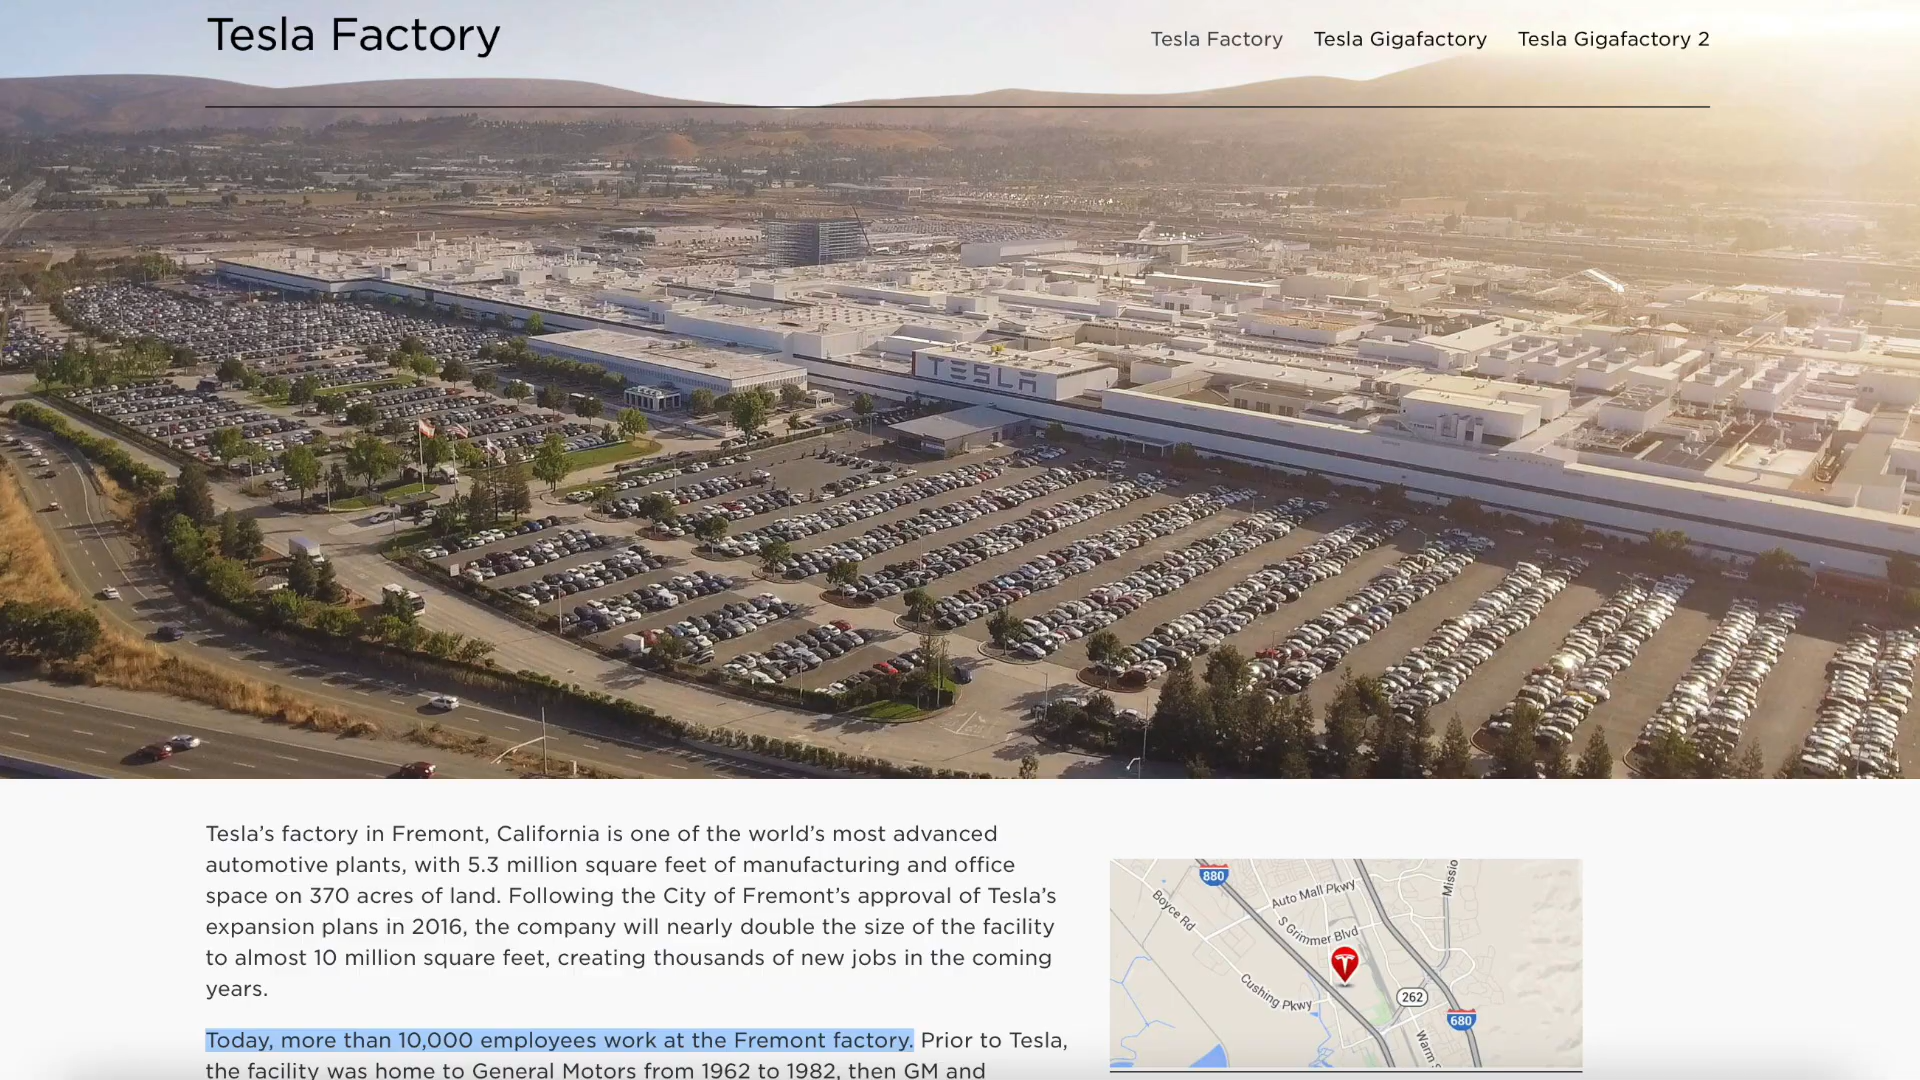 Tesla Factory
Tesla Factory Tesla Gigafactory Tesla Gigafactory 2
TESLA
Tesla’s factory in Fremont, California is one of the world’s most advanced
automotive plants, with 5.3 million square feet of manufacturing and office
space on 370 acres of land. Following the City of Fremont’s approval of Tesla’s
expansion plans in 2016, the company will nearly double the size of the facility
to almost 10 million square feet, creating thousands of new jobs in the coming
years.
Today, more than 10,000 employees work at the Fremont factory. Prior to Tesla,
the facility was home to General Motors from 1962 to 1982, then GM and
880
Auto Mall Pkwy
Missio
Boyce Rd
S Grimmer Blvd
Cushing Pkwy
262
680
Warm S